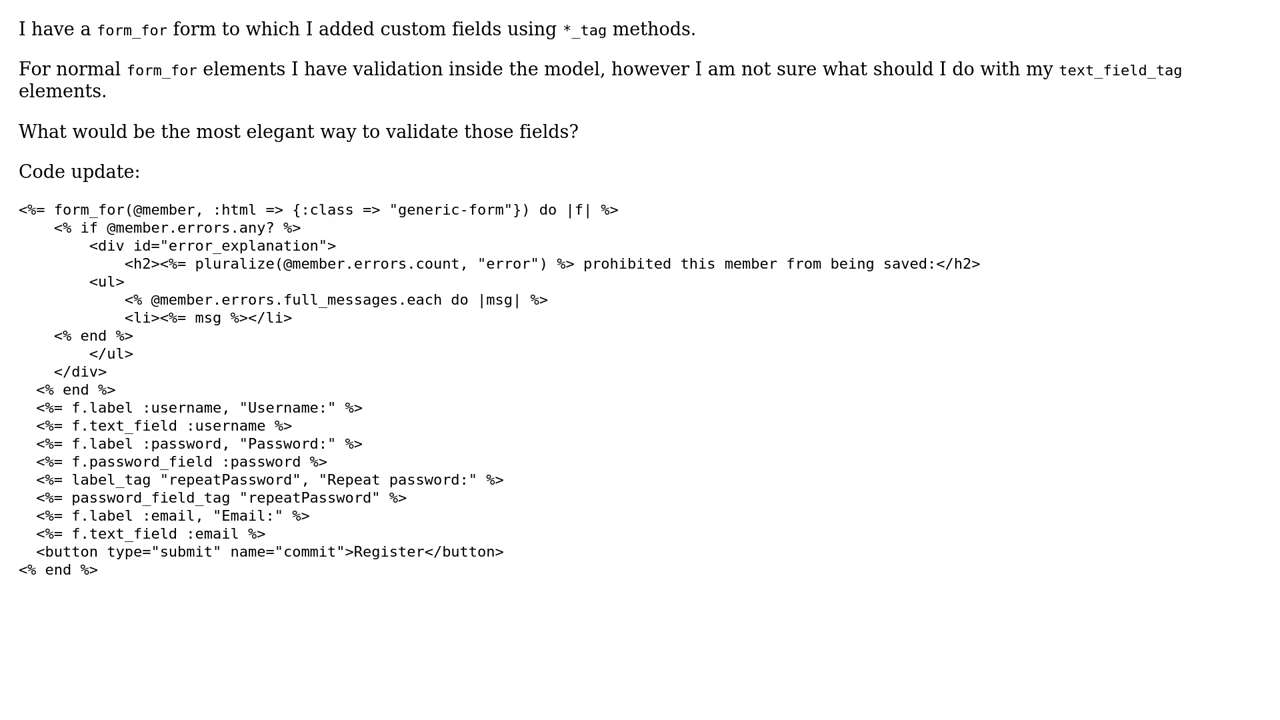 I have a form_for form to which I added custom fields using *_tag methods.
For normal form_for elements I have validation inside the model, however I am not sure what should I do with my text_field_tag
elements.
What would be the most elegant way to validate those fields?
Code update:
<%= form_for(@member, :html => {:class => "generic-form"}) do |f| %>
    <% if @member.errors.any? %>
        <div id="error_explanation">
            <h2><%= pluralize(@member.errors.count, "error") %> prohibited this member from being saved:</h2>
        <ul>
            <% @member.errors.full_messages.each do |msg| %>
            <li><%= msg %></li>
    <% end %>
        </ul>
    </div>
  <% end %>
  <%= f.label :username, "Username:" %>
  <%= f.text_field :username %>
  <%= f.label :password, "Password:" %>
  <%= f.password_field :password %>
  <%= label_tag "repeatPassword", "Repeat password:" %>
  <%= password_field_tag "repeatPassword" %>
  <%= f.label :email, "Email:" %>
  <%= f.text_field :email %>
  <button type="submit" name="commit">Register</button>
<% end %>